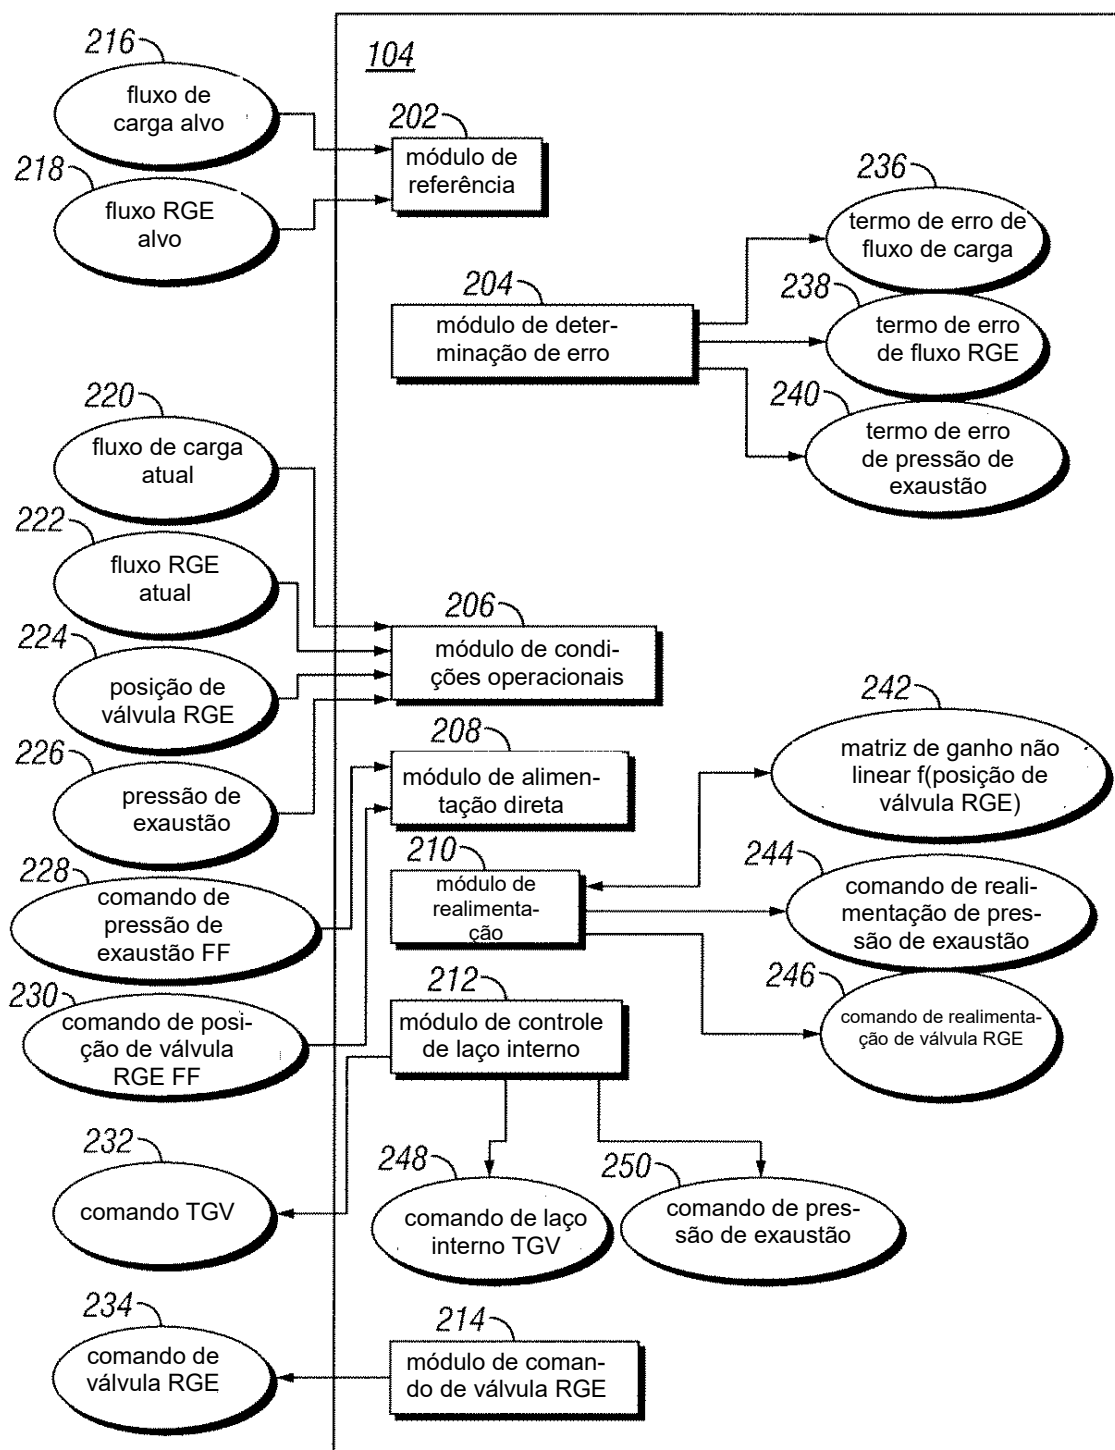 216
fluxo de
carga alvo
218
fluxo RGE
alvo
104
202
módulo de
referência
204
módulo de deter-
minação de erro
236
termo de erro de
fluxo de carga
238
termo de erro
de fluxo RGE
240
termo de erro
de pressão de
exaustão
220
fluxo de carga
atual
222
fluxo RGE
atual
224
posição de
válvula RGE
226
pressão de
exaustão
228
comando de
pressão de
exaustão FF
230
comando de posi-
ção de válvula
RGE FF
206
módulo de condi-
ções operacionais
208
módulo de alimen-
tação direta
210
módulo de
realimenta-
ção
212
módulo de controle
de laço interno
242
matriz de ganho não
linear f(posição de
válvula RGE)
244
comando de reali-
mentação de pres-
são de exaustão
246
comando de realimenta-
ção de válvula RGE
232
comando TGV
248
comando de laço
interno TGV
250
comando de pres-
são de exaustão
234
comando de
válvula RGE
214
módulo de coman-
do de válvula RGE